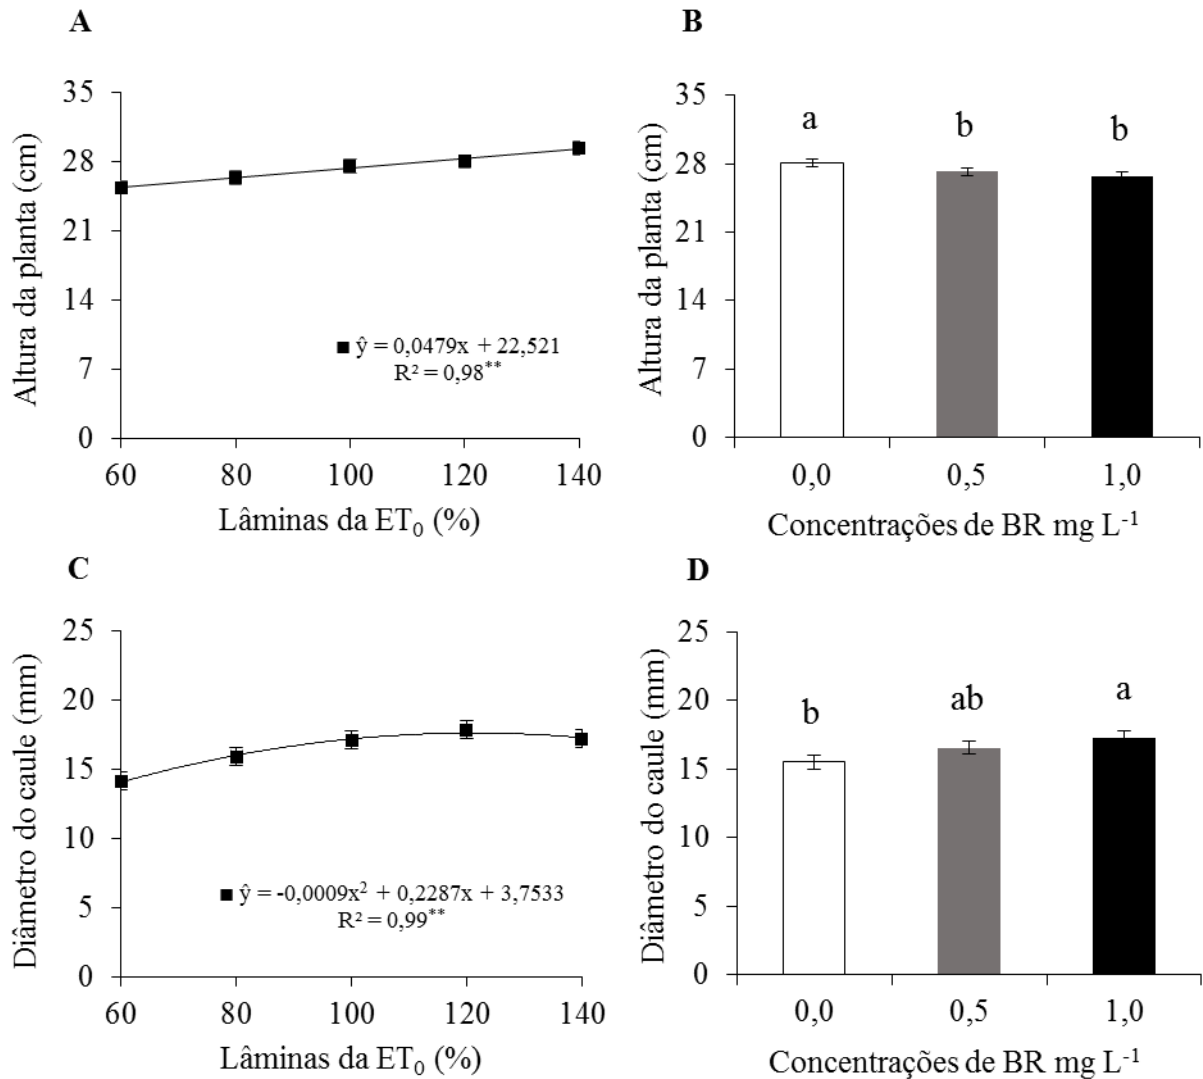 A
35
28
21
14
7
0
Altura da planta (cm)
■ ŷ = 0,0479x + 22,521
R² = 0,98**
60 80 100 120 140
Lâminas da ET₀ (%)
B
35
28
21
14
7
0
Altura da planta (cm)
a b b
0,0 0,5 1,0
Concentrações de BR mg L⁻¹
C
25
20
15
10
5
0
Diâmetro do caule (mm)
■ ŷ = -0,0009x² + 0,2287x + 3,7533
R² = 0,99**
60 80 100 120 140
Lâminas da ET₀ (%)
D
25
20
15
10
5
0
Diâmetro do caule (mm)
b ab a
0,0 0,5 1,0
Concentrações de BR mg L⁻¹